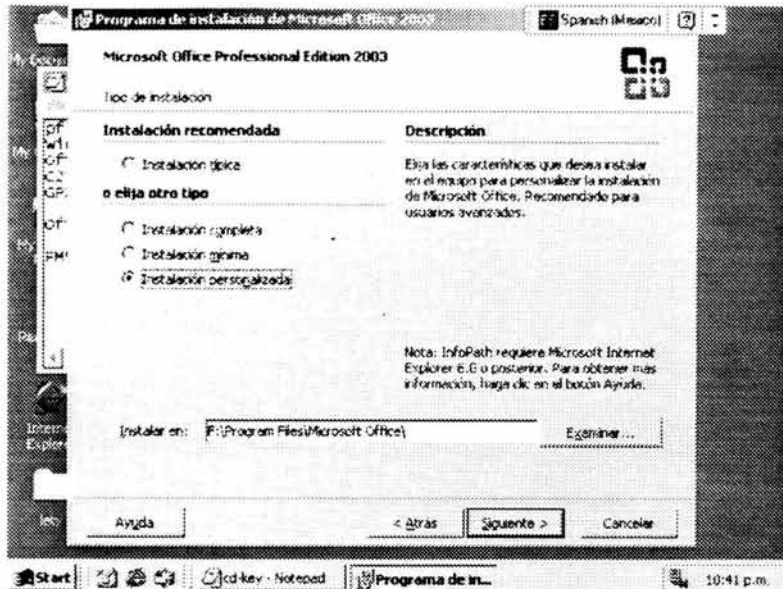 Programa de instalación de Microsoft Office 2003
Spanish (Mexico)
Microsoft Office Professional Edition 2003
Tipo de instalación
Instalación recomendada
Instalación típica
o elija otro tipo
Instalación completa
Instalación mínima
Instalación personalizada
Descripción
Elija las características que desea instalar
en el equipo para personalizar la instalación
de Microsoft Office. Recomendado para
usuarios avanzados.
Nota: InfoPath requiere Microsoft Internet
Explorer 6.0 o posterior. Para obtener más
información, haga clic en el botón Ayuda.
Instalar en: F:\Program Files\Microsoft Office\
Examinar...
Ayuda
< Atrás
Siguiente >
Cancelar
Start
cd-key - Notepad
Programa de in...
10:41 p.m.